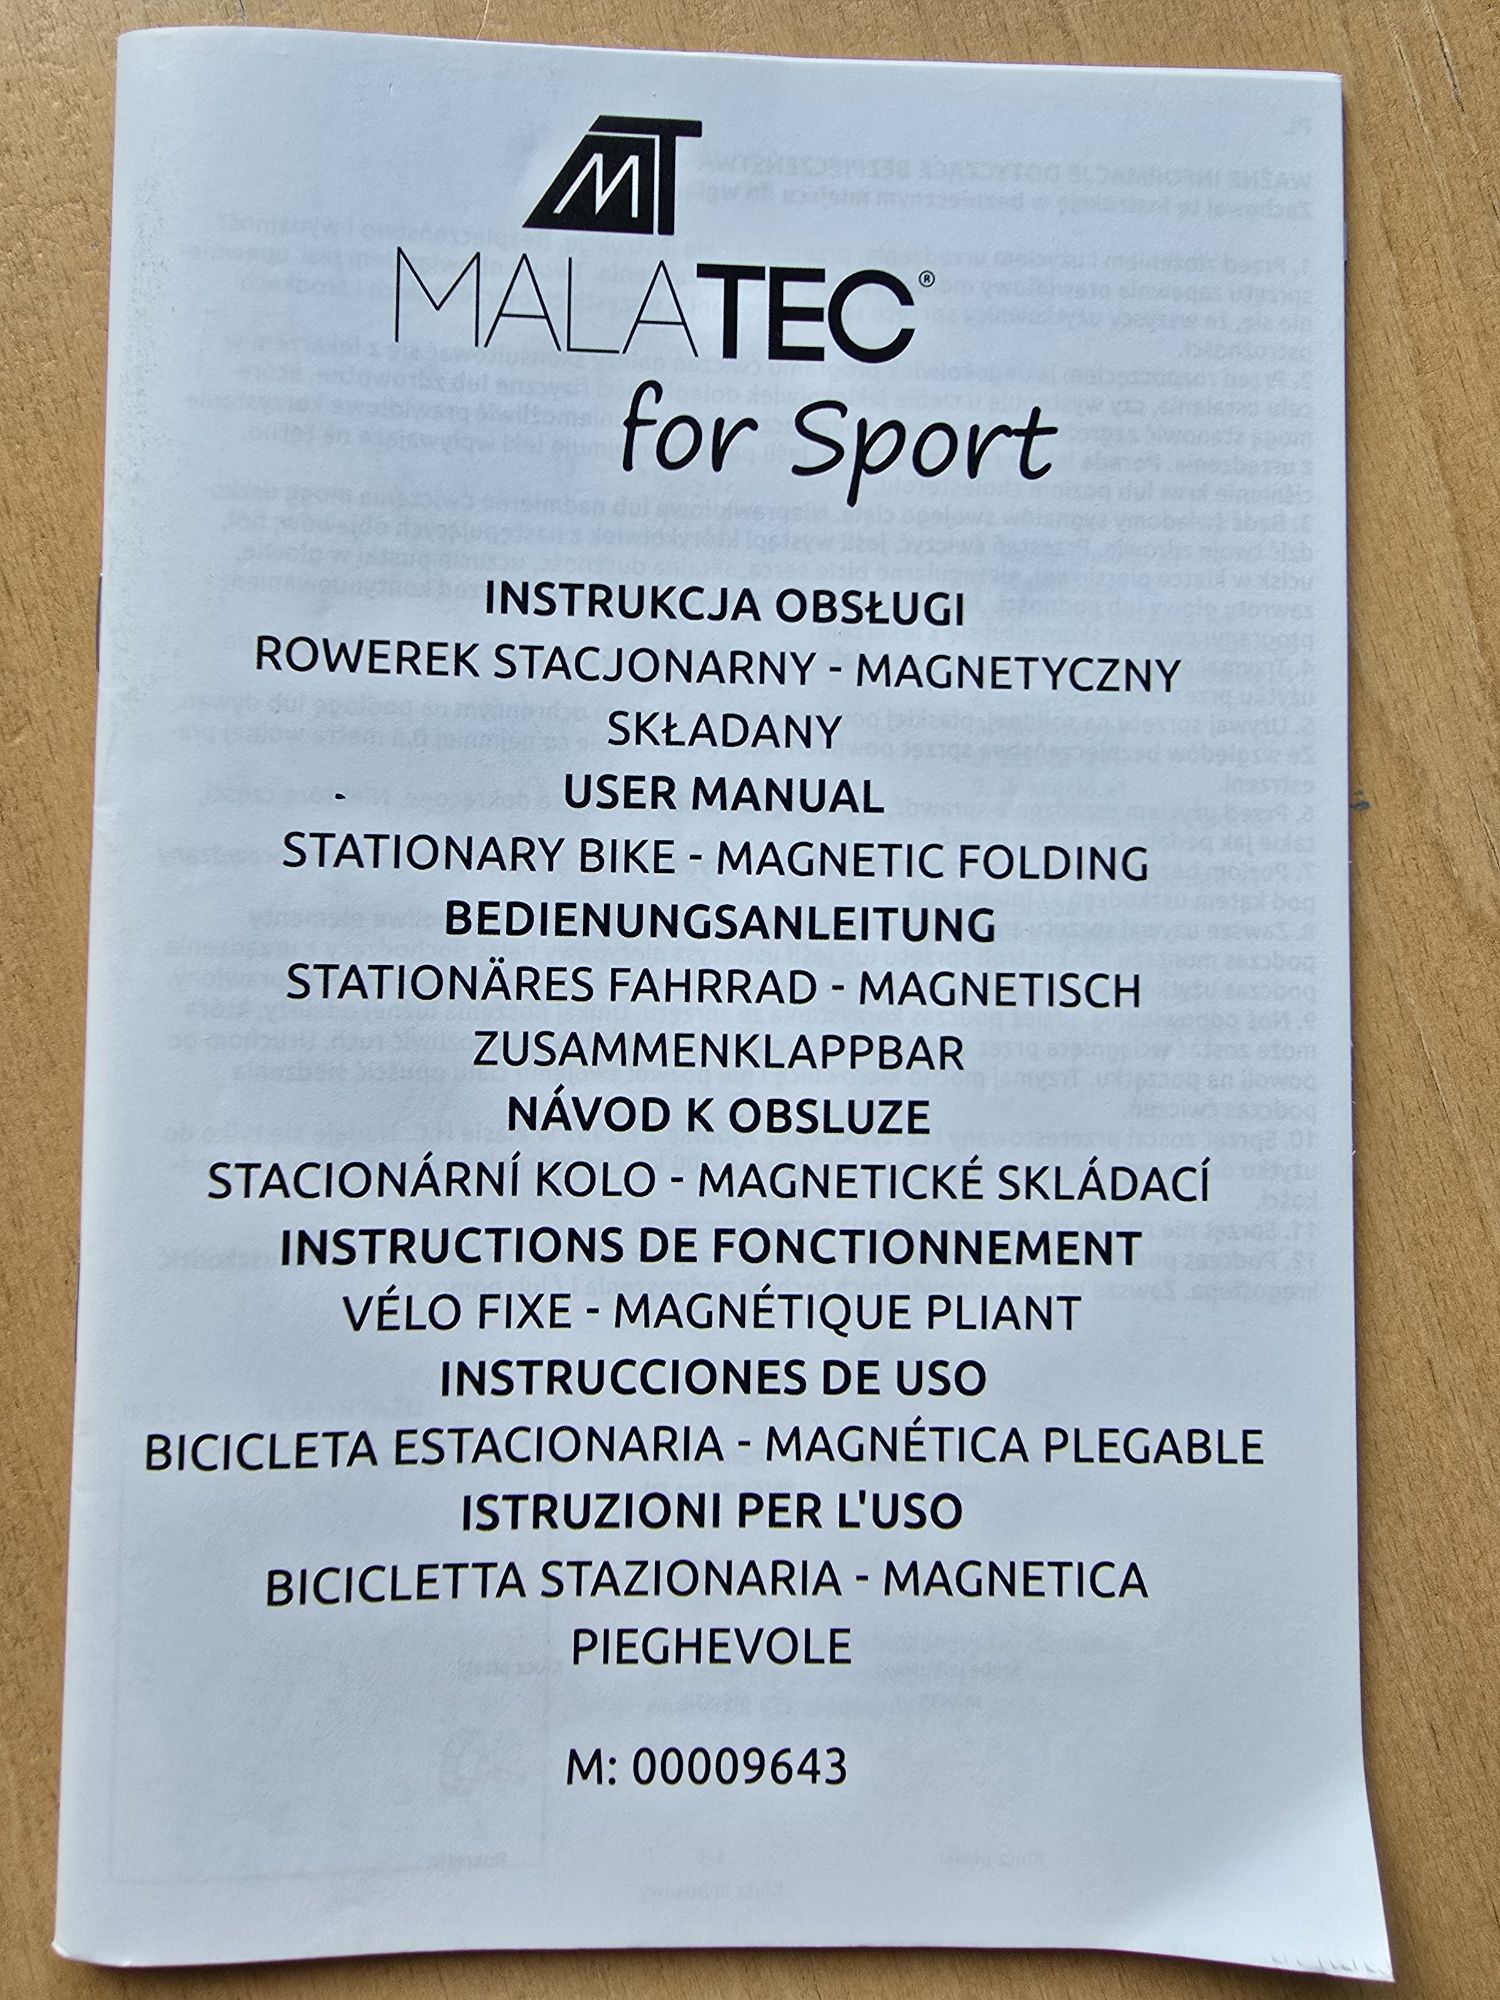 MT
MALATEC®
for Sport
INSTRUKCJA OBSŁUGI
ROWEREK STACJONARNY - MAGNETYCZNY
SKŁADANY
USER MANUAL
STATIONARY BIKE - MAGNETIC FOLDING
BEDIENUNGSANLEITUNG
STATIONÄRES FAHRRAD - MAGNETISCH
ZUSAMMENKLAPPBAR
NÁVOD K OBSLUZE
STACIONÁRNÍ KOLO - MAGNETICKÉ SKLÁDACÍ
INSTRUCTIONS DE FONCTIONNEMENT
VÉLO FIXE - MAGNÉTIQUE PLIANT
INSTRUCCIONES DE USO
BICICLETA ESTACIONARIA - MAGNÉTICA PLEGABLE
ISTRUZIONI PER L'USO
BICICLETTA STAZIONARIA - MAGNETICA
PIEGHEVOLE
M: 00009643